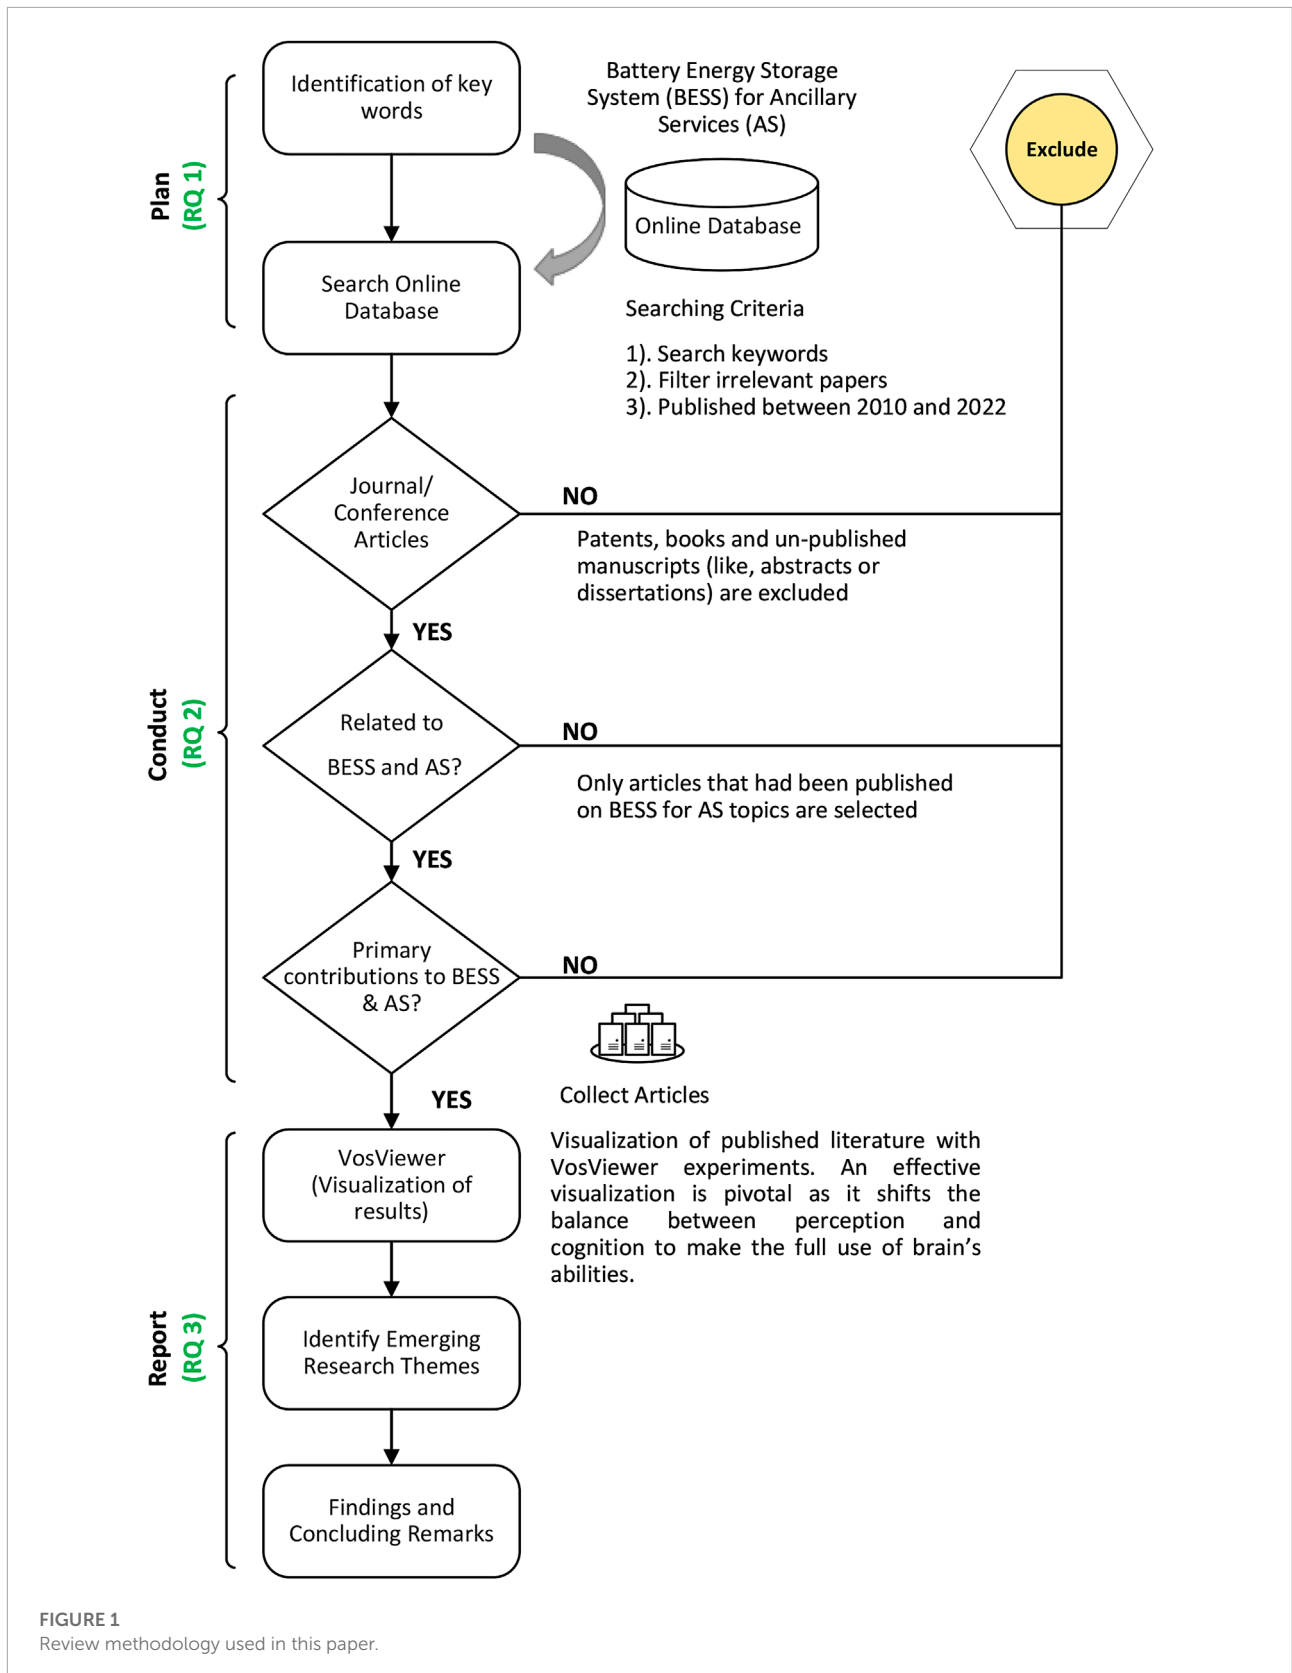 Identification of key
words
Battery Energy Storage
System (BESS) for Ancillary
Services (AS)
Exclude
Plan
(RQ 1)
Online Database
Search Online
Database
Searching Criteria
1). Search keywords
2). Filter irrelevant papers
3). Published between 2010 and 2022
Journal/
Conference
Articles
NO
Patents, books and un-published
manuscripts (like, abstracts or
dissertations) are excluded
YES
Conduct
(RQ 2)
Related to
BESS and AS?
NO
Only articles that had been published
on BESS for AS topics are selected
YES
Primary
contributions to BESS
& AS?
NO
Collect Articles
YES
Report
(RQ 3)
VosViewer
(Visualization of
results)
Visualization of published literature with
VosViewer experiments. An effective
visualization is pivotal as it shifts the
balance between perception and
cognition to make the full use of brain’s
abilities.
Identify Emerging
Research Themes
Findings and
Concluding Remarks
FIGURE 1
Review methodology used in this paper.